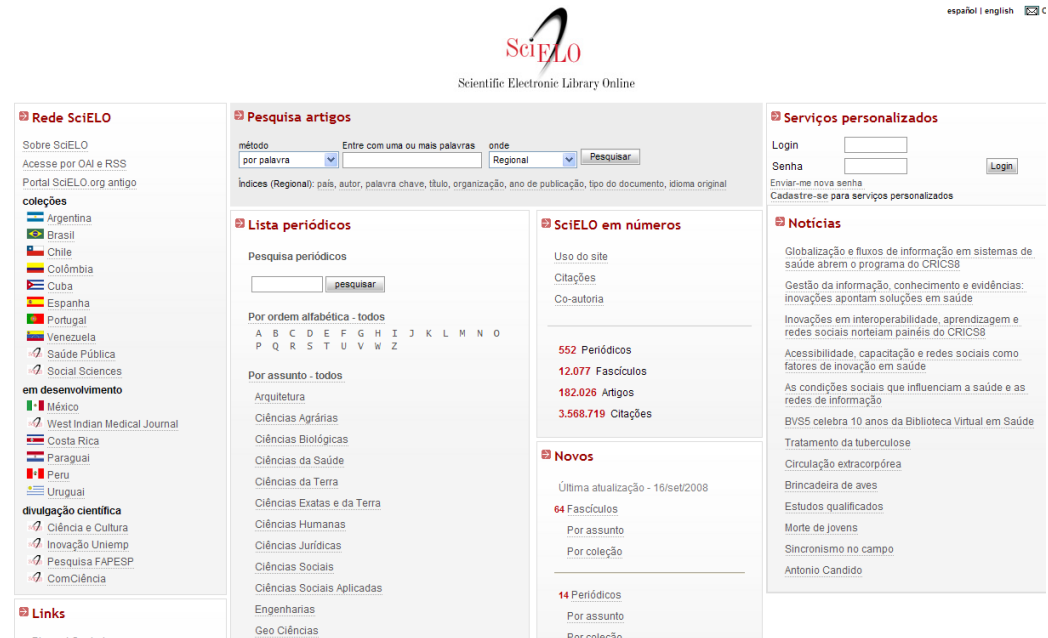 español | english
SciELO
Scientific Electronic Library Online
Rede SciELO
Sobre SciELO
Acesse por OAI e RSS
Portal SciELO.org antigo
coleções
Argentina
Brasil
Chile
Colômbia
Cuba
Espanha
Portugal
Venezuela
Saúde Pública
Social Sciences
em desenvolvimento
México
West Indian Medical Journal
Costa Rica
Paraguai
Peru
Uruguai
divulgação científica
Ciência e Cultura
Inovação Uniemp
Pesquisa FAPESP
ComCiência
Links
Pesquisa artigos
método Entre com uma ou mais palavras onde
por palavra Regional Pesquisar
Índices (Regional): país, autor, palavra chave, título, organização, ano de publicação, tipo do documento, idioma original
Lista periódicos
Pesquisa periódicos
pesquisar
Por ordem alfabética - todos
A B C D E F G H I J K L M N O
P Q R S T U V W Z
Por assunto - todos
Arquitetura
Ciências Agrárias
Ciências Biológicas
Ciências da Saúde
Ciências da Terra
Ciências Exatas e da Terra
Ciências Humanas
Ciências Jurídicas
Ciências Sociais
Ciências Sociais Aplicadas
Engenharias
Geo Ciências
SciELO em números
Uso do site
Citações
Co-autoria
552 Periódicos
12.077 Fascículos
182.026 Artigos
3.568.719 Citações
Novos
Última atualização - 16/set/2008
64 Fascículos
Por assunto
Por coleção
14 Periódicos
Por assunto
Por coleção
Serviços personalizados
Login
Senha Login
Enviar-me nova senha
Cadastre-se para serviços personalizados
Notícias
Globalização e fluxos de informação em sistemas de
saúde abrem o programa do CRICS8
Gestão da informação, conhecimento e evidências:
inovações apontam soluções em saúde
Inovações em interoperabilidade, aprendizagem e
redes sociais norteiam painéis do CRICS8
Acessibilidade, capacitação e redes sociais como
fatores de inovação em saúde
As condições sociais que influenciam a saúde e as
redes de informação
BVS5 celebra 10 anos da Biblioteca Virtual em Saúde
Tratamento da tuberculose
Circulação extracorpórea
Brincadeira de aves
Estudos qualificados
Morte de jovens
Sincronismo no campo
Antonio Candido